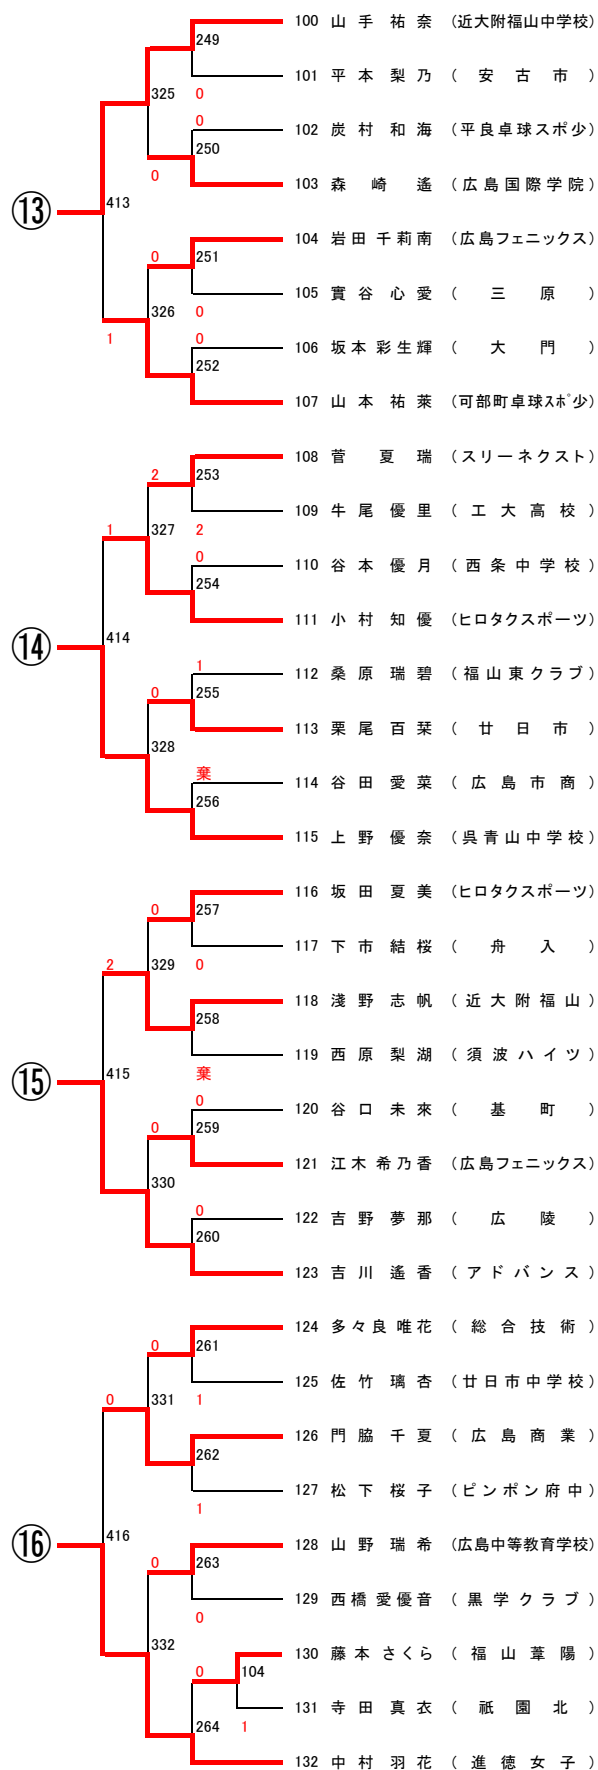 100 山手祐奈 (近大附福山中学校)
249
101 平本梨乃 (安古市)
325 0
0
102 炭村和海 (平良卓球スポ少)
250
0
103 森崎遙 (広島国際学院)
⑬ 413
104 岩田千莉南 (広島フェニックス)
0 251
105 實谷心愛 (三原)
326 0
1 0
106 坂本彩生輝 (大門)
252
107 山本祐萊 (可部町卓球スポ少)
108 菅夏瑞 (スリーネクスト)
2 253
109 牛尾優里 (工大高校)
1 327 2
0
110 谷本優月 (西条中学校)
254
111 小村知優 (ヒロタクスポーツ)
⑭ 414
1
112 桑原瑞碧 (福山東クラブ)
0 255
113 栗尾百栞 (廿日市)
328
棄
114 谷田愛菜 (広島市商)
256
115 上野優奈 (呉青山中学校)
116 坂田夏美 (ヒロタクスポーツ)
0 257
117 下市結桜 (舟入)
2 329 0
118 淺野志帆 (近大附福山)
258
119 西原梨湖 (須波ハイツ)
⑮ 415 棄
0
120 谷口未來 (基町)
0 259
121 江木希乃香 (広島フェニックス)
330
0
122 吉野夢那 (広陵)
260
123 吉川遙香 (アドバンス)
124 多々良唯花 (総合技術)
0 261
125 佐竹璃杏 (廿日市中学校)
0 331 1
126 門脇千夏 (広島商業)
262
127 松下桜子 (ピンポン府中)
1
⑯ 416
128 山野瑞希 (広島中等教育学校)
0 263
129 西橋愛優音 (黒学クラブ)
0
332
130 藤本さくら (福山葦陽)
0 104
131 寺田真衣 (祇園北)
264 1
132 中村羽花 (進徳女子)